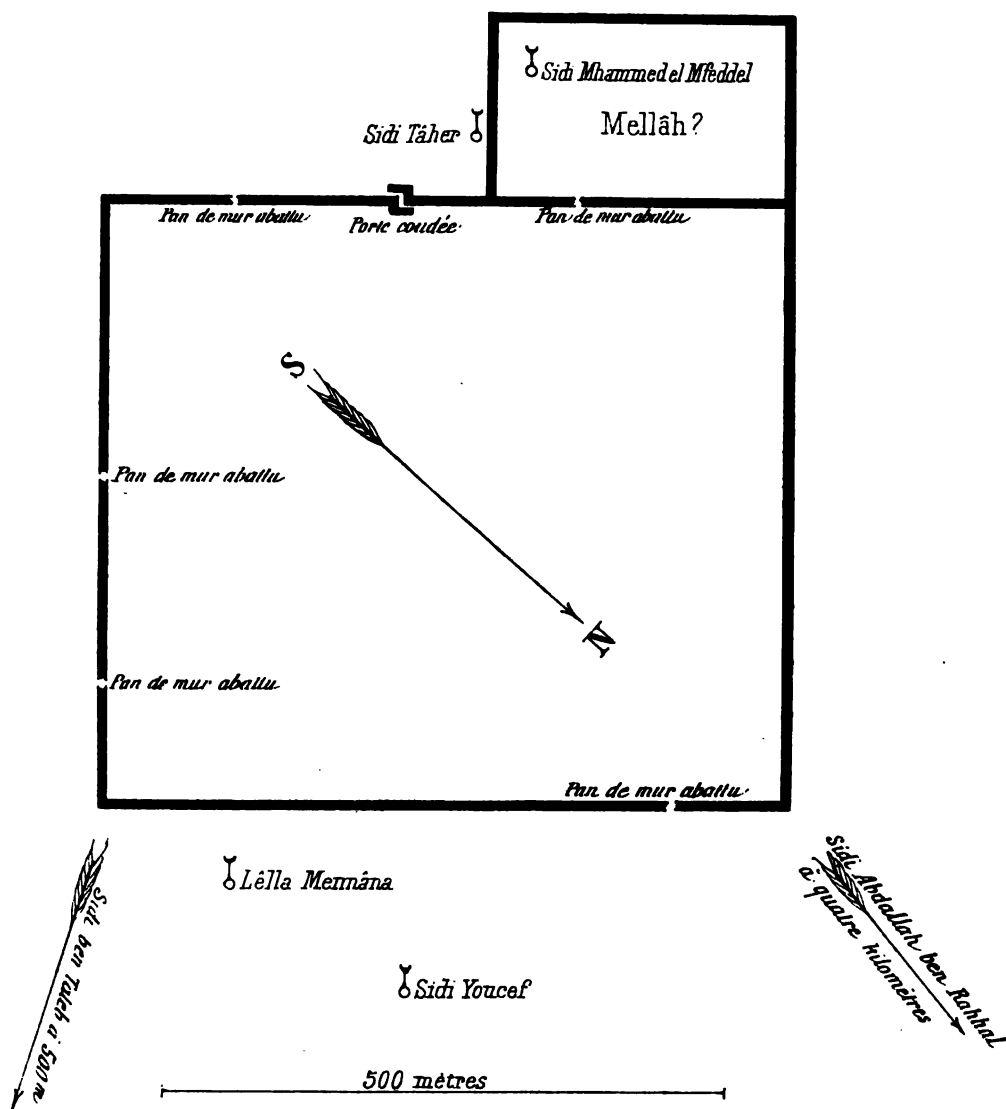 Sidi Mhammed el Mfeddel
Sidi Tâher
Mellâh?
Pan de mur abattu
Porte coudée
Pan de mur abattu
S
Pan de mur abattu
N
Pan de mur abattu
Pan de mur abattu
Lêlla Mennâna
Sidi ben Taleb à 500 m
Sidi Abdallah ben Rahhal
à quatre kilomètres
Sidi Youcef
500 mètres